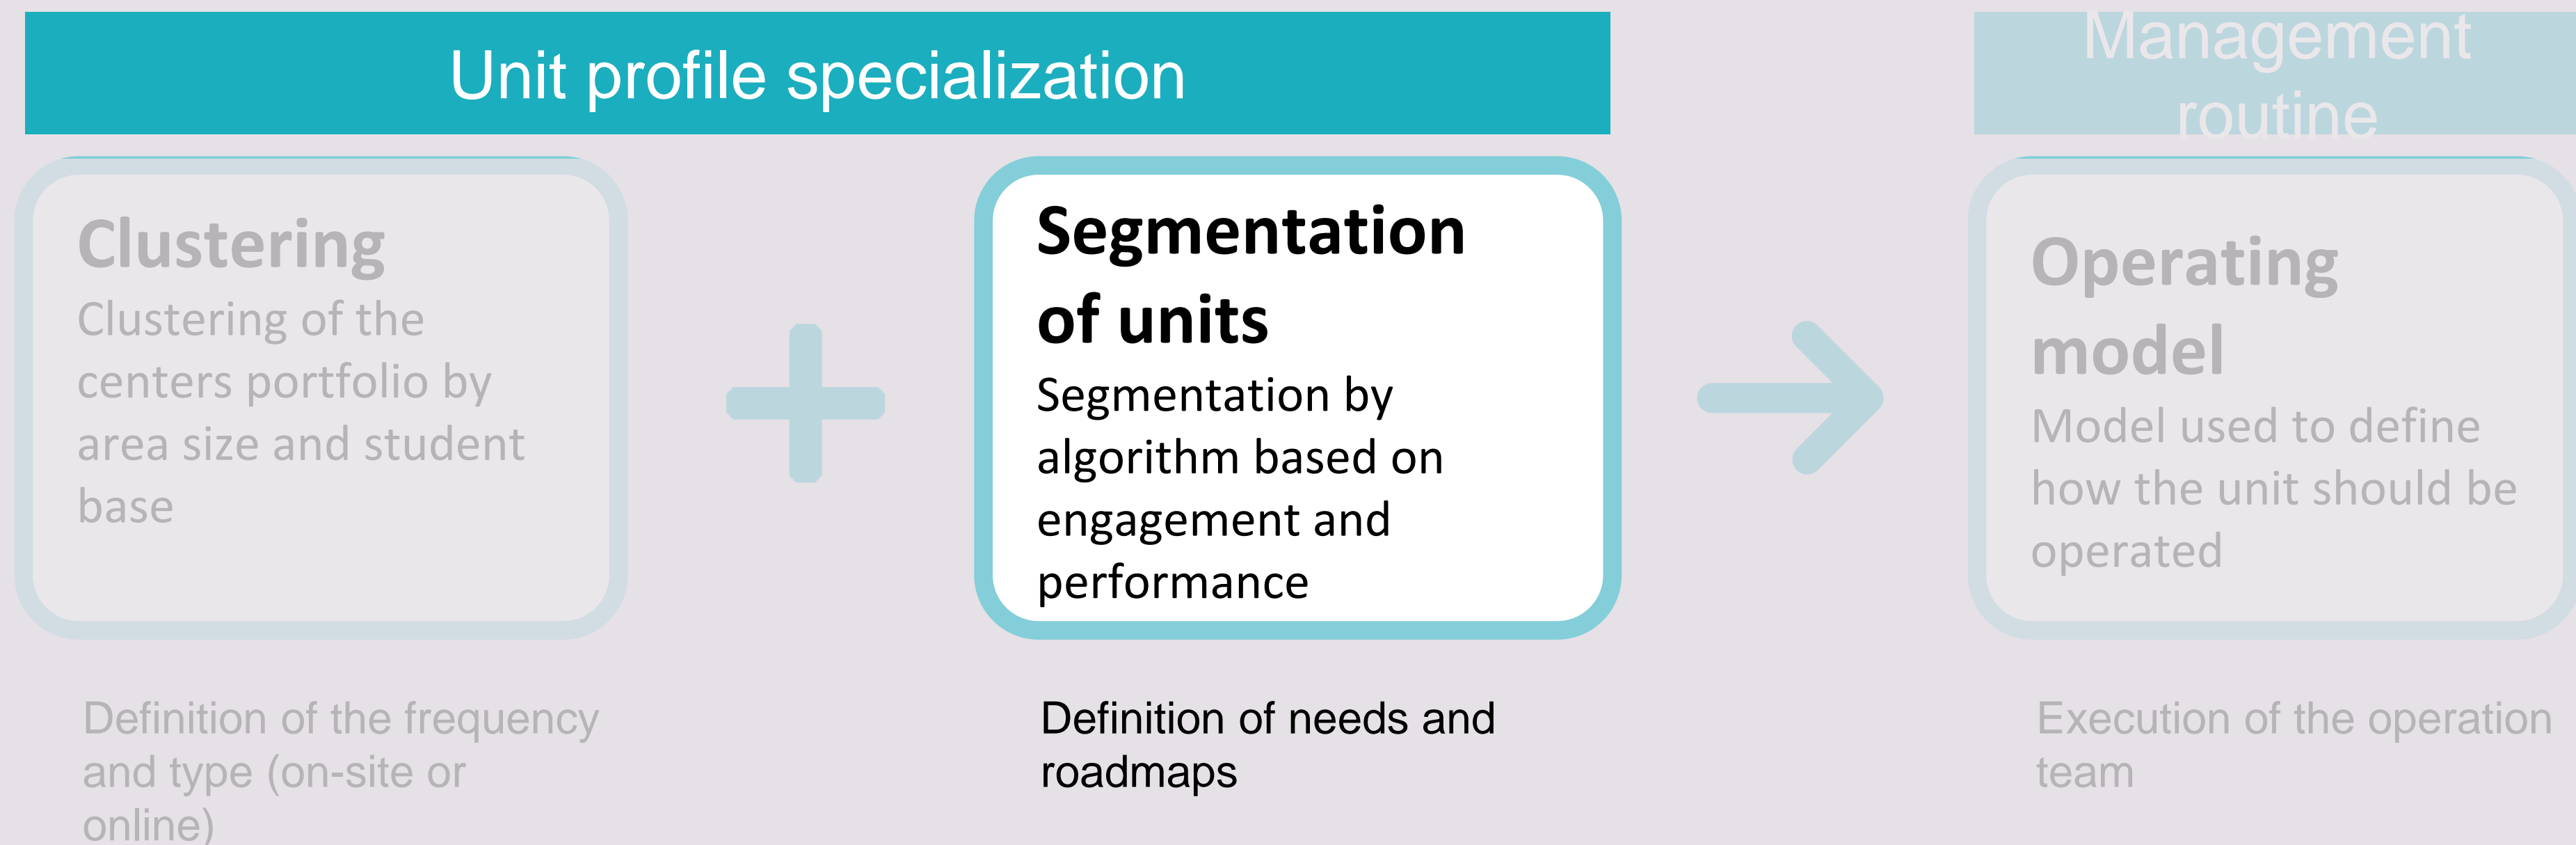 Unit profile specialization
Management
routine
Clustering
Clustering of the
centers portfolio by
area size and student
base
Segmentation
of units
Segmentation by
algorithm based on
engagement and
performance
Operating
model
Model used to define
how the unit should be
operated
Definition of the frequency
and type (on-site or
online)
Definition of needs and
roadmaps
Execution of the operation
team